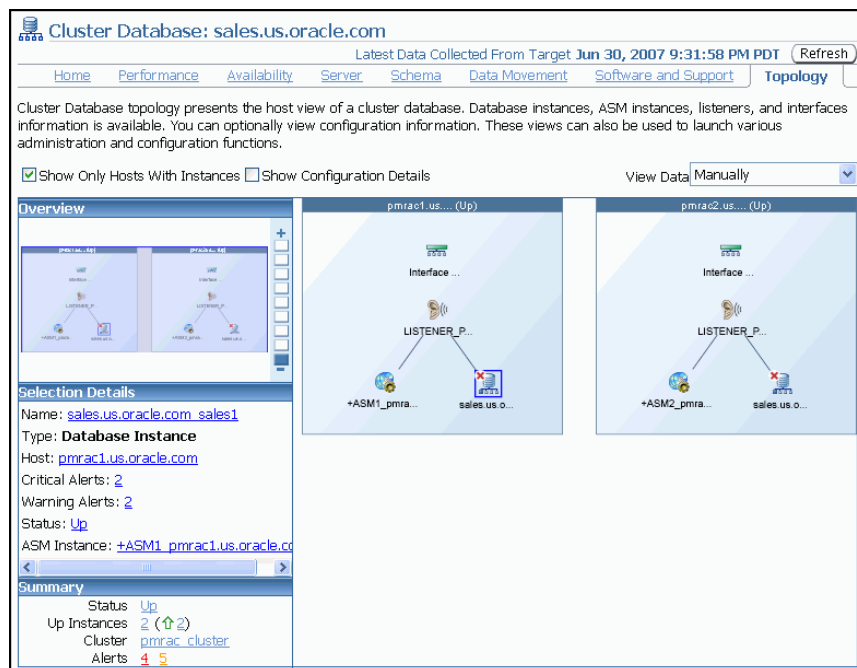 Cluster Database: sales.us.oracle.com
Latest Data Collected From Target Jun 30, 2007 9:31:58 PM PDT Refresh
Home Performance Availability Server Schema Data Movement Software and Support Topology
Cluster Database topology presents the host view of a cluster database. Database instances, ASM instances, listeners, and interfaces
information is available. You can optionally view configuration information. These views can also be used to launch various
administration and configuration functions.
Show Only Hosts With Instances Show Configuration Details View Data Manually
Overview
pmrac1.us.... (Up)
Interface ...
LISTENER_P...
+ASM1_pmra... sales.us.o...
pmrac2.us.... (Up)
Interface ...
LISTENER_P...
+ASM2_pmra... sales.us.o...
Selection Details
Name: sales.us.oracle.com_sales1
Type: Database Instance
Host: pmrac1.us.oracle.com
Critical Alerts: 2
Warning Alerts: 2
Status: Up
ASM Instance: +ASM1_pmrac1.us.oracle.co
Summary
Status Up
Up Instances 2 (2)
Cluster pmrac_cluster
Alerts 4 5